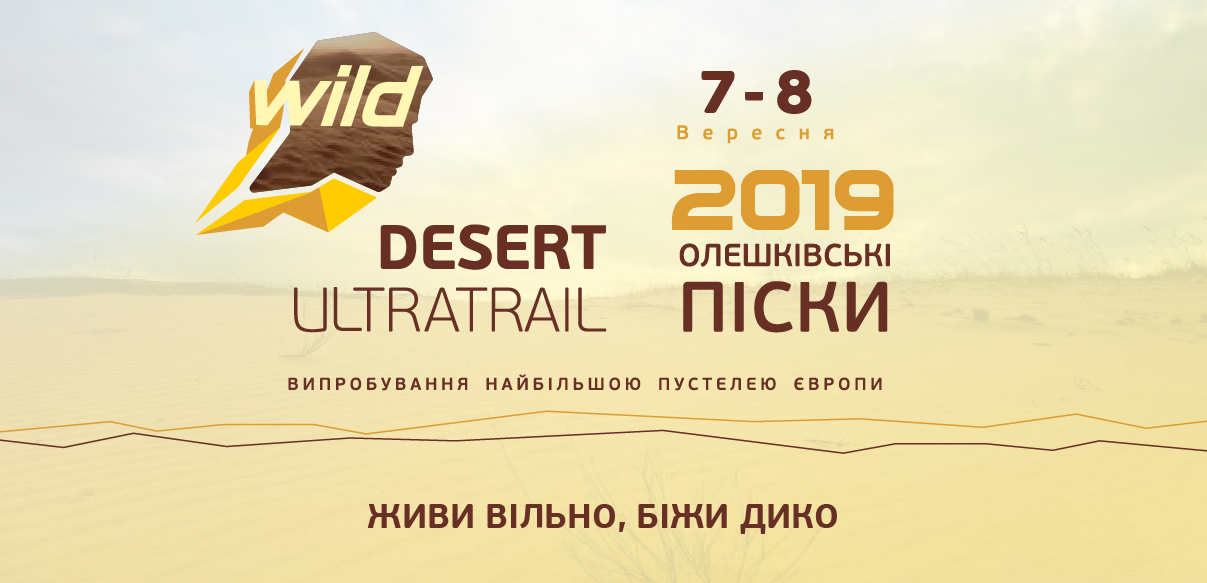 wild
DESERT
ULTRATRAIL
7 - 8
Вересня
2019
ОЛЕШКІВСЬКІ
ПІСКИ
ВИПРОБУВАННЯ НАЙБІЛЬШОЮ ПУСТЕЛЕЮ ЄВРОПИ
ЖИВИ ВІЛЬНО, БІЖИ ДИКО